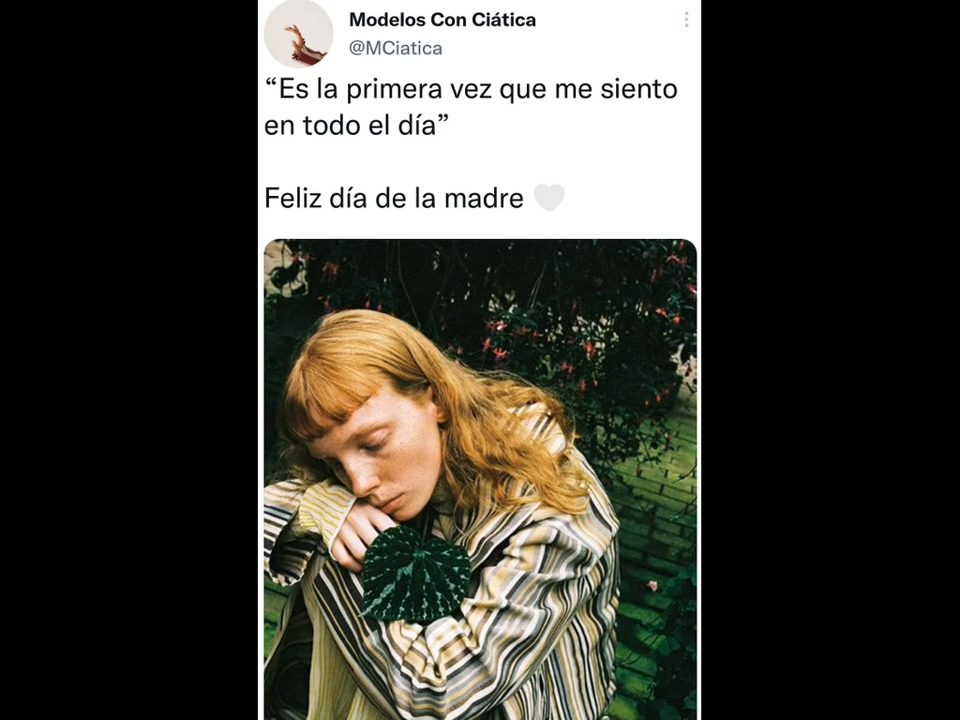 Modelos Con Ciática
@MCiatica
“Es la primera vez que me siento
en todo el día”
Feliz día de la madre 🤍